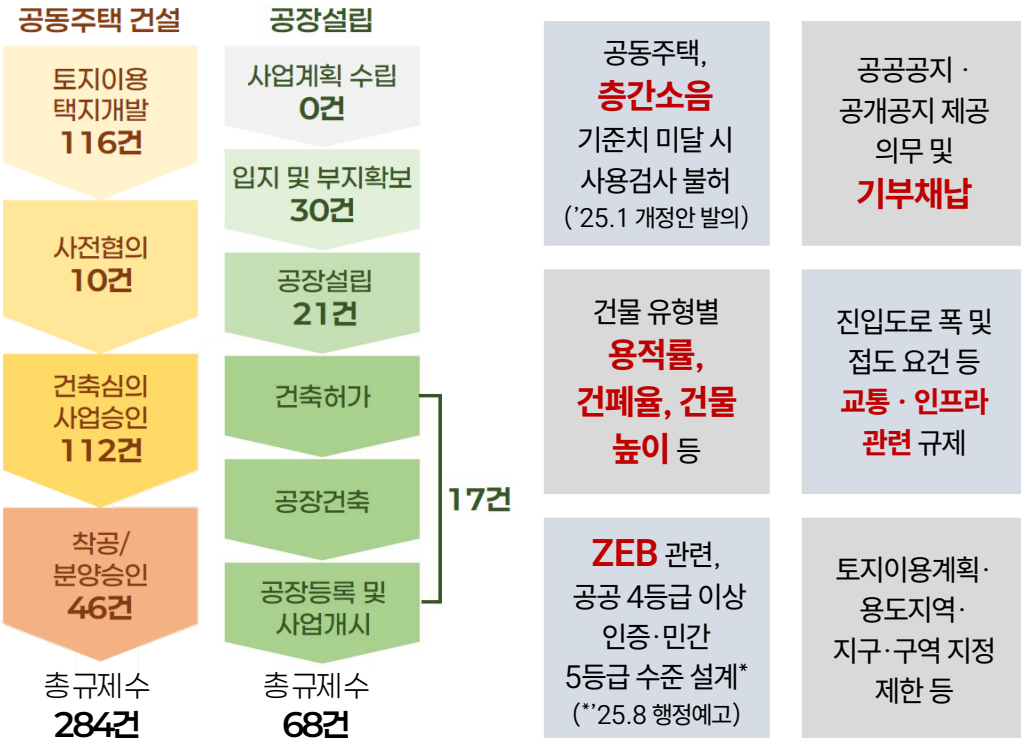 공동주택 건설
토지이용
택지개발
116건
사전협의
10건
건축심의
사업승인
112건
착공/
분양승인
46건
총규제수
284건
공장설립
사업계획 수립
0건
입지 및 부지확보
30건
공장설립
21건
건축허가
공장건축
공장등록 및
사업개시
17건
총규제수
68건
공동주택,
층간소음
기준치 미달 시
사용검사 불허
(’25.1 개정안 발의)
공공공지 ·
공개공지 제공
의무 및
기부채납
건물 유형별
용적률,
건폐율, 건물
높이 등
진입도로 폭 및
접도 요건 등
교통 · 인프라
관련 규제
ZEB 관련,
공공 4등급 이상
인증·민간
5등급 수준 설계*
(*’25.8 행정예고)
토지이용계획·
용도지역·
지구·구역 지정
제한 등